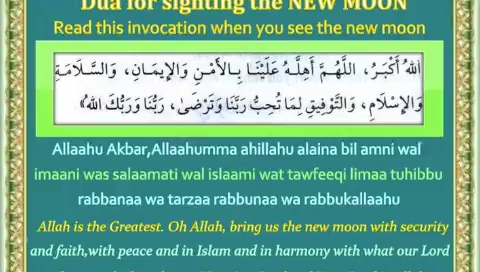 Dua for sighting the NEW MOON
Read this invocation when you see the new moon
اللهُ أَكْبَرُ، اللَّهُمَّ أَهِلَّهُ عَلَيْنَا بِالأَمْنِ وَالإِيمَانِ، وَالسَّلَامَةِ
وَالإِسْلَامِ، وَالتَّوْفِيقِ لِمَا تُحِبُّ رَبَّنَا وَتَرْضَىٰ، رَبُّنَا وَرَبُّكَ اللهُ»
Allaahu Akbar,Allaahumma ahillahu alaina bil amni wal
imaani was salaamati wal islaami wat tawfeeqi limaa tuhibbu
rabbanaa wa tarzaa rabbunaa wa rabbukallaahu
Allah is the Greatest. Oh Allah, bring us the new moon with security
and faith,with peace and in Islam and in harmony with what our Lord